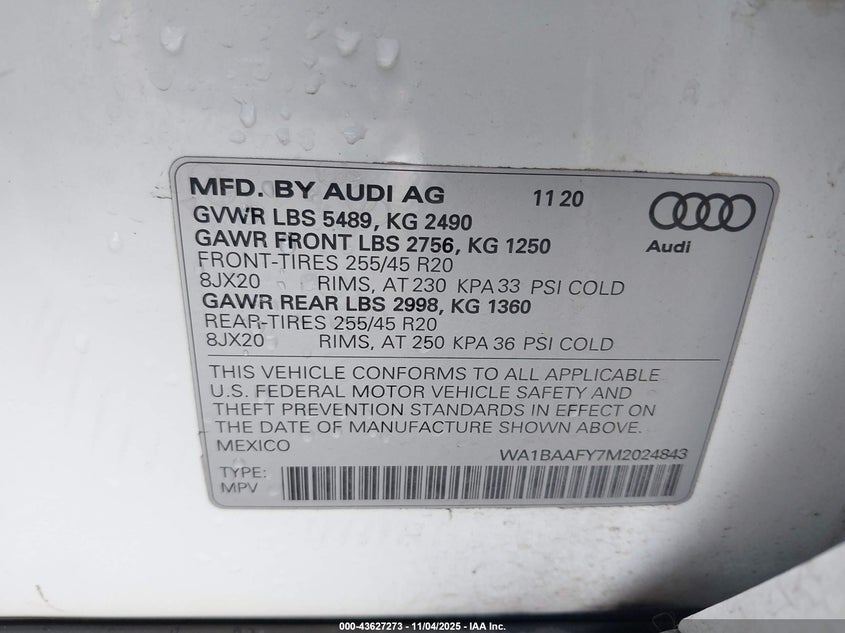 MFD. BY AUDI AG 11 20
GVWR LBS 5489, KG 2490
GAWR FRONT LBS 2756, KG 1250
Audi
FRONT-TIRES 255/45 R20
8JX20 RIMS, AT 230 KPA 33 PSI COLD
GAWR REAR LBS 2998, KG 1360
REAR-TIRES 255/45 R20
8JX20 RIMS, AT 250 KPA 36 PSI COLD
THIS VEHICLE CONFORMS TO ALL APPLICABLE
U.S. FEDERAL MOTOR VEHICLE SAFETY AND
THEFT PREVENTION STANDARDS IN EFFECT ON
THE DATE OF MANUFACTURE SHOWN ABOVE.
MEXICO WA1BAAFY7M2024843
TYPE:
MPV
000-43627273 - 11/04/2025 - IAA Inc.